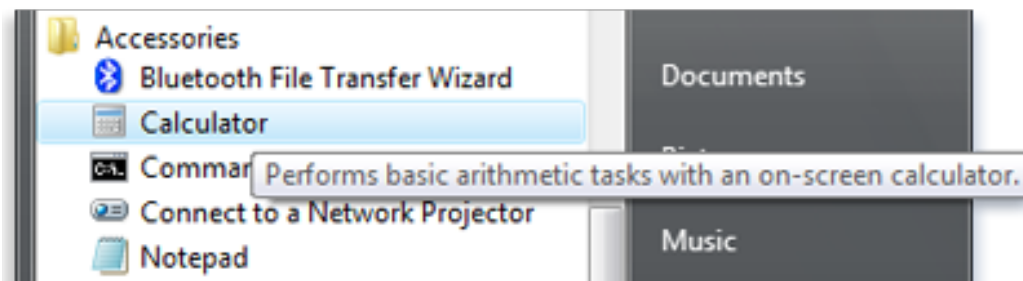 Accessories
Bluetooth File Transfer Wizard
Calculator
Performs basic arithmetic tasks with an on-screen calculator.
Connect to a Network Projector
Notepad
Documents
Music